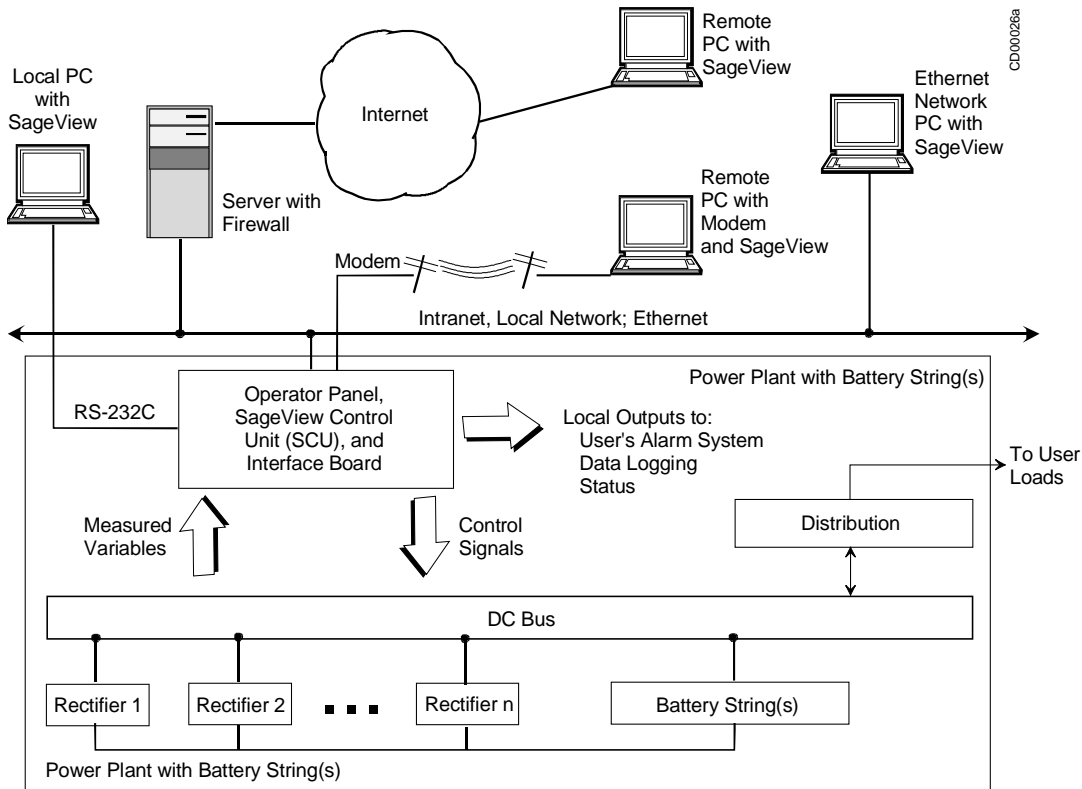 CD00026a
Remote
PC with
SageView
Local PC
with
SageView
Internet
Ethernet
Network
PC with
SageView
Server with
Firewall
Remote
PC with
Modem
and SageView
Modem
Intranet, Local Network; Ethernet
Power Plant with Battery String(s)
RS-232C
Operator Panel,
SageView Control
Unit (SCU), and
Interface Board
Local Outputs to:
User's Alarm System
Data Logging
Status
To User
Loads
Measured
Variables
Control
Signals
Distribution
DC Bus
Rectifier 1
Rectifier 2
Rectifier n
Battery String(s)
Power Plant with Battery String(s)